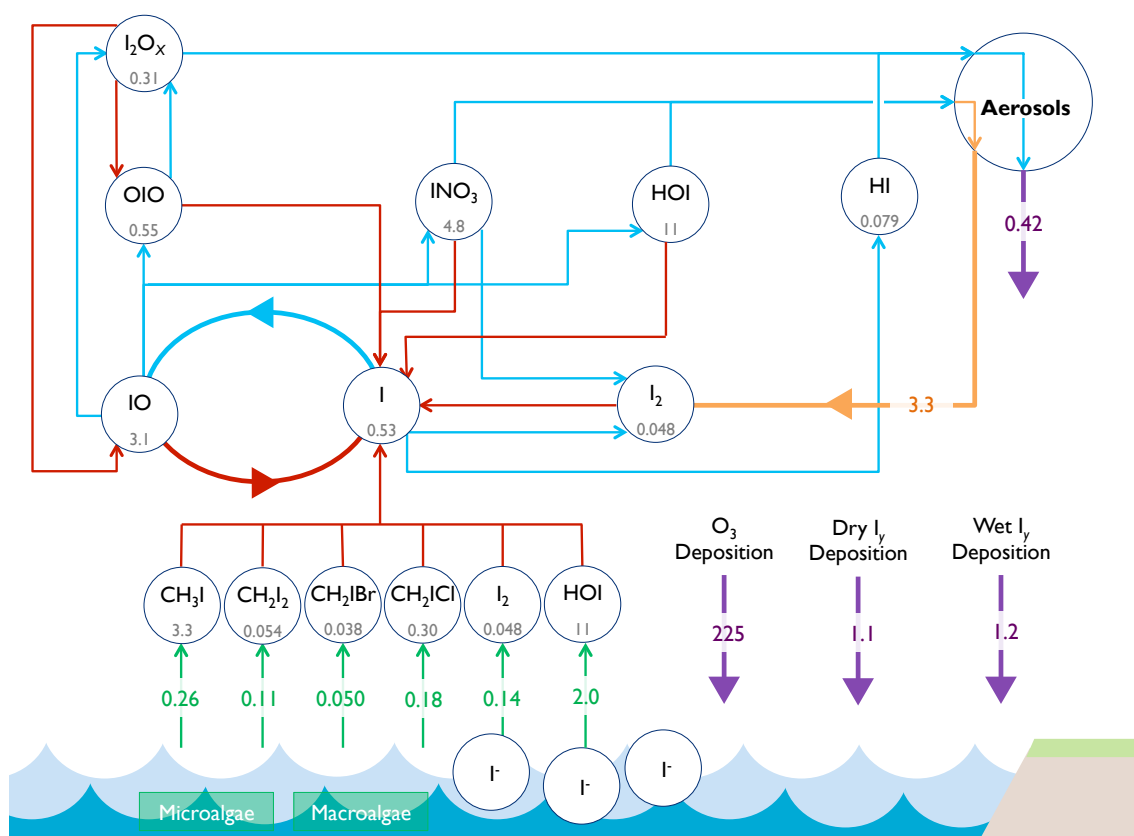 I₂Oₓ
0.31
Aerosols
OIO
0.55
INO₃
4.8
HOI
11
HI
0.079
0.42
IO
3.1
I
0.53
I₂
0.048
3.3
O₃
Deposition
Dry Iᵧ
Deposition
Wet Iᵧ
Deposition
CH₃I
3.3
CH₂I₂
0.054
CH₂IBr
0.038
CH₂ICl
0.30
I₂
0.048
HOI
11
225
1.1
1.2
0.26
0.11
0.050
0.18
0.14
2.0
I⁻
I⁻
I⁻
Microalgae
Macroalgae